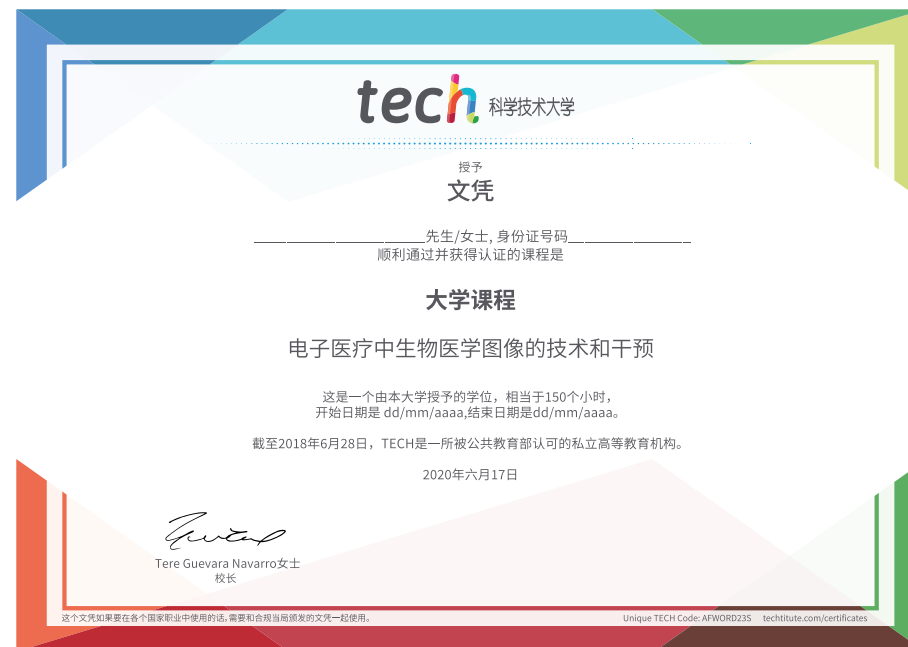 tech 科学技术大学
授予
文凭
____________________先生/女士, 身份证号码_______________
顺利通过并获得认证的课程是
大学课程
电子医疗中生物医学图像的技术和干预
这是一个由本大学授予的学位，相当于150个小时，
开始日期是 dd/mm/aaaa,结束日期是dd/mm/aaaa。
截至2018年6月28日，TECH是一所被公共教育部认可的私立高等教育机构。
2020年六月17日
Tere Guevara Navarro女士
校长
这个文凭如果要在各个国家职业中使用的话,需要和合规当局颁发的文凭一起使用。
Unique TECH Code: AFWORD23S techtitute.com/certificates